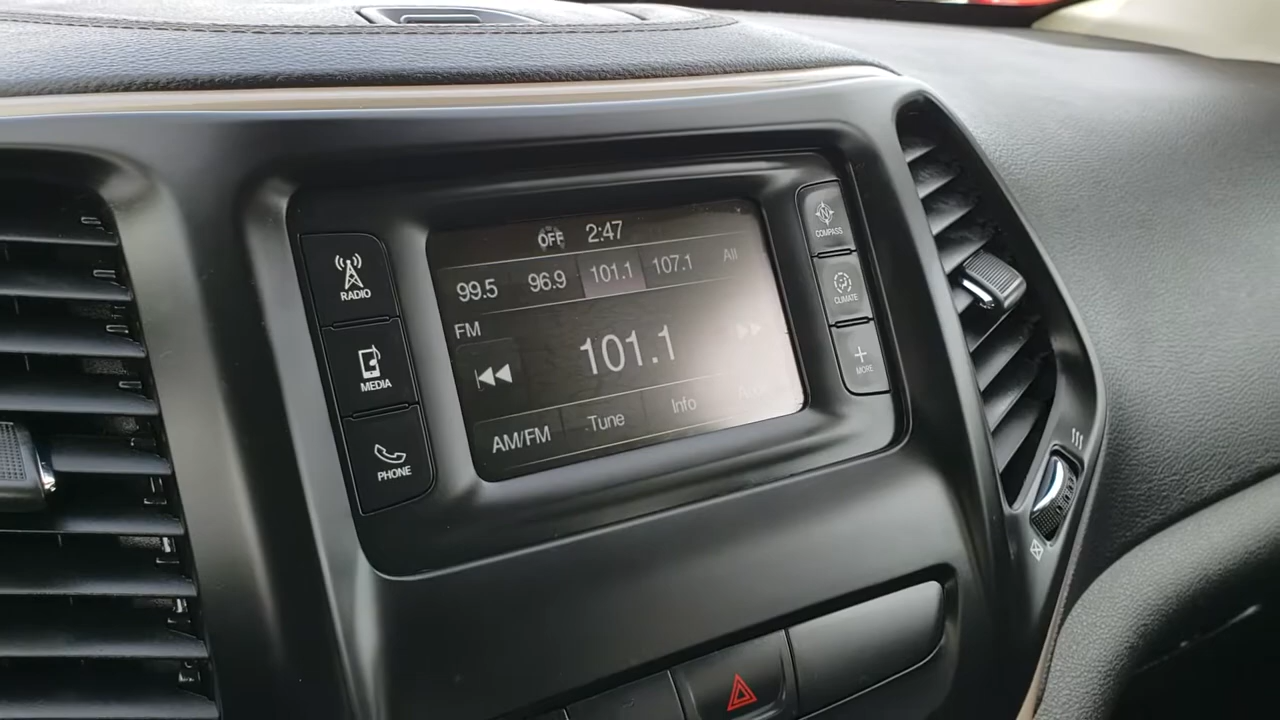 OFF 2:47
99.5 96.9 101.1 107.1 All
FM
101.1
AM/FM Tune Info
RADIO
MEDIA
PHONE
COMPASS
CLIMATE
MORE